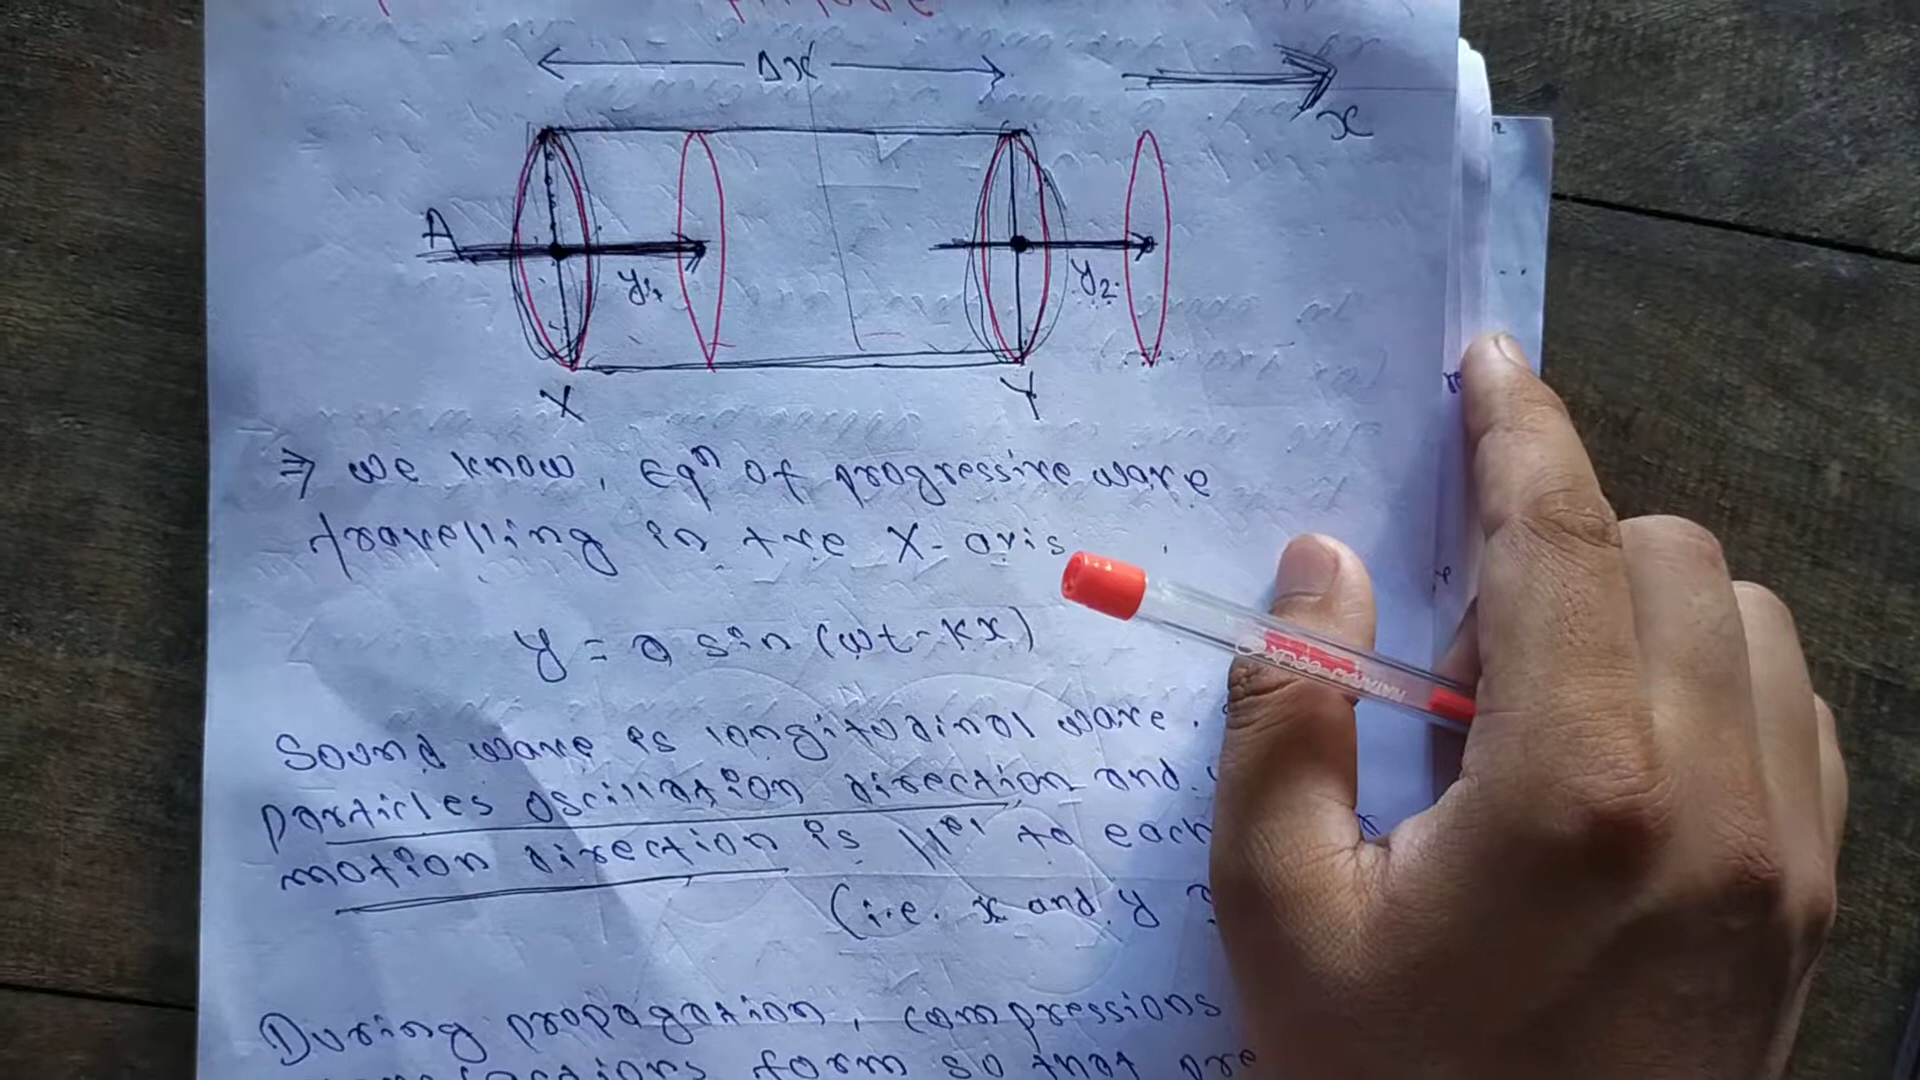 Δx
x
A
y1
y2
X
Y
⇒ we know, Eqn of progressive wave
travelling in +ve X-axis
y = a sin (ωt - kx)
Sound wave is longitudinal wave.
particles oscillation direction and
motion direction is ||el to each
(i.e. x and y
During propagation, compressions
form so that pre